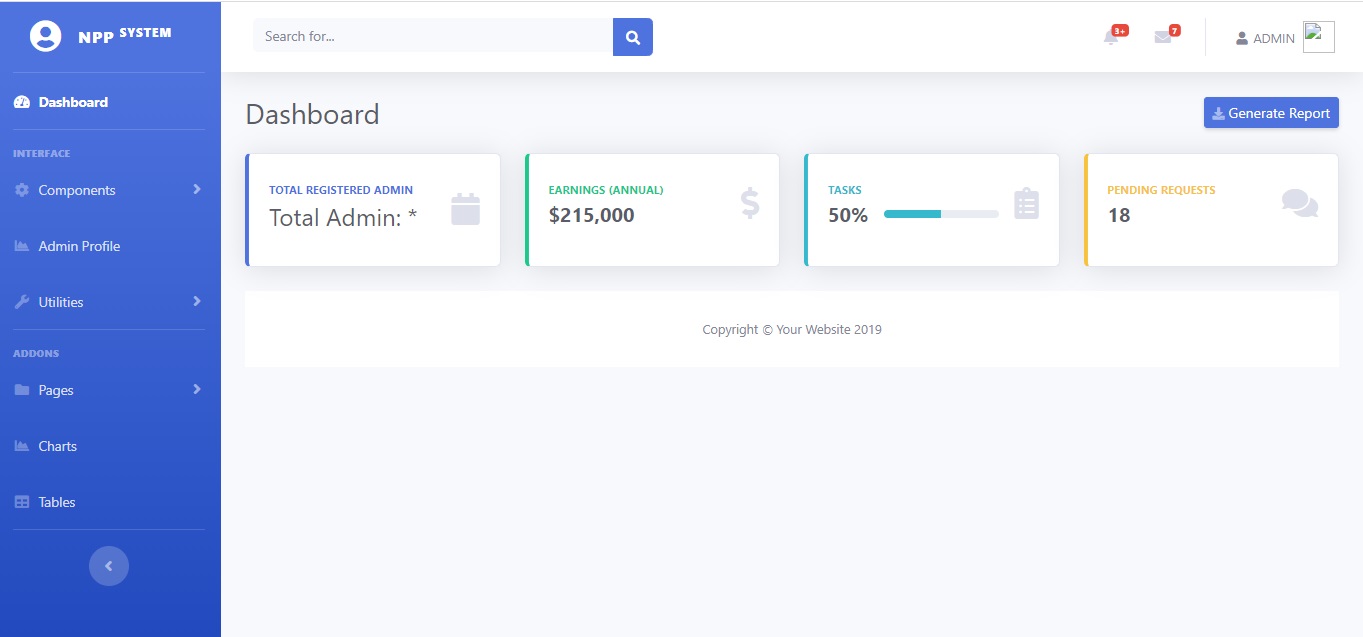 NPP SYSTEM
Search for...
3+
7
ADMIN
Dashboard
INTERFACE
Components
Admin Profile
Utilities
ADDONS
Pages
Charts
Tables
Dashboard
Generate Report
TOTAL REGISTERED ADMIN
Total Admin: *
EARNINGS (ANNUAL)
$215,000
TASKS
50%
PENDING REQUESTS
18
Copyright © Your Website 2019